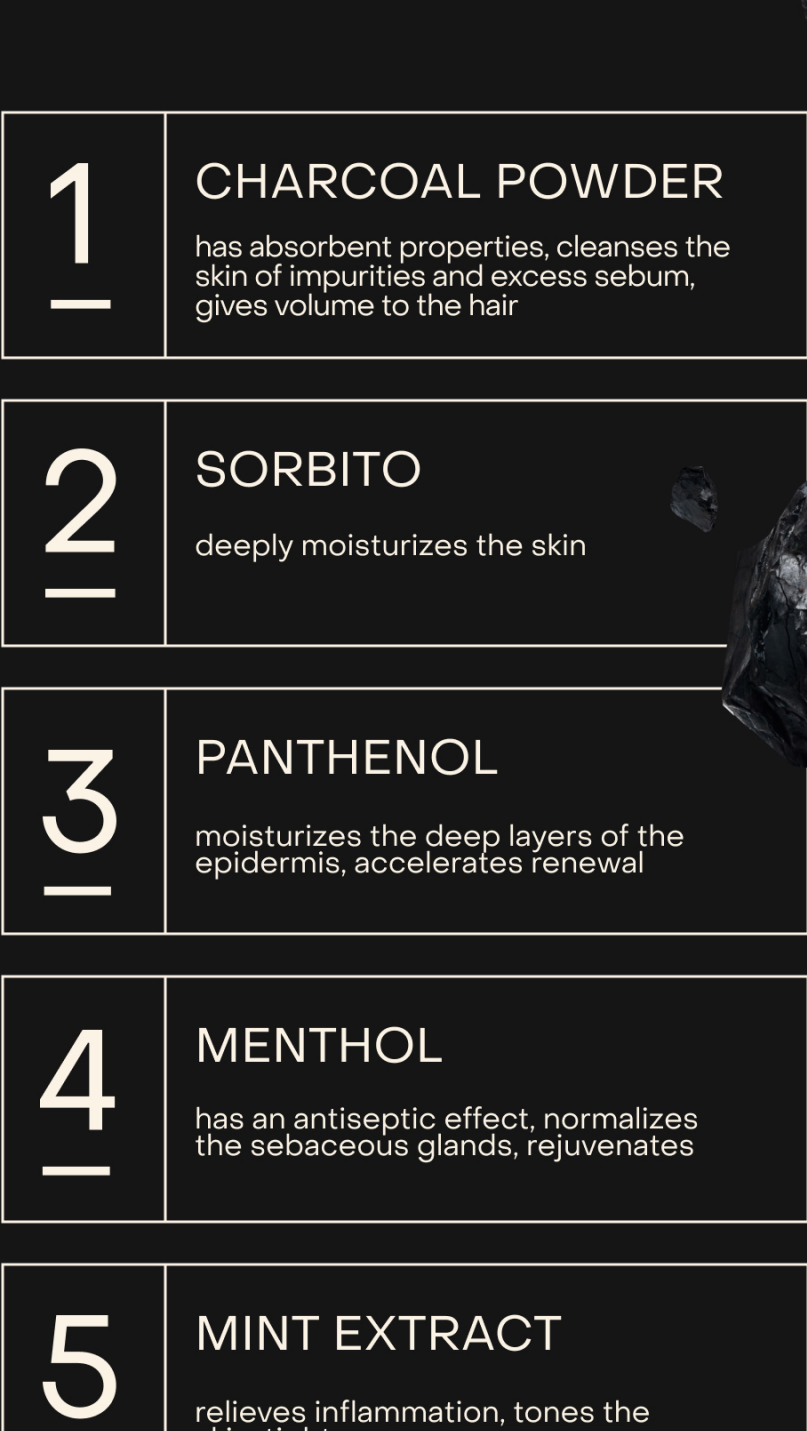 1
CHARCOAL POWDER
has absorbent properties, cleanses the
skin of impurities and excess sebum,
gives volume to the hair
2
SORBITO
deeply moisturizes the skin
3
PANTHENOL
moisturizes the deep layers of the
epidermis, accelerates renewal
4
MENTHOL
has an antiseptic effect, normalizes
the sebaceous glands, rejuvenates
5
MINT EXTRACT
relieves inflammation, tones the